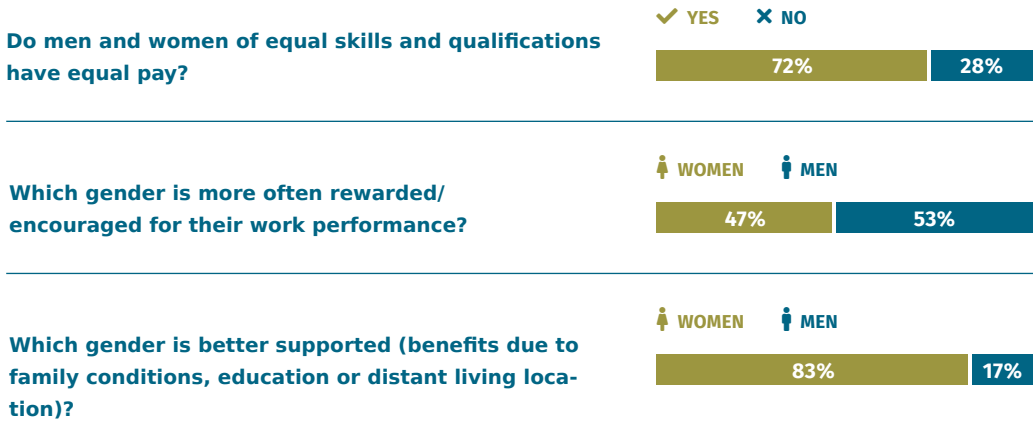 YES NO
Do men and women of equal skills and qualifications
have equal pay?
72% 28%
WOMEN MEN
Which gender is more often rewarded/
encouraged for their work performance?
47% 53%
WOMEN MEN
Which gender is better supported (benefits due to
family conditions, education or distant living loca-
tion)?
83% 17%